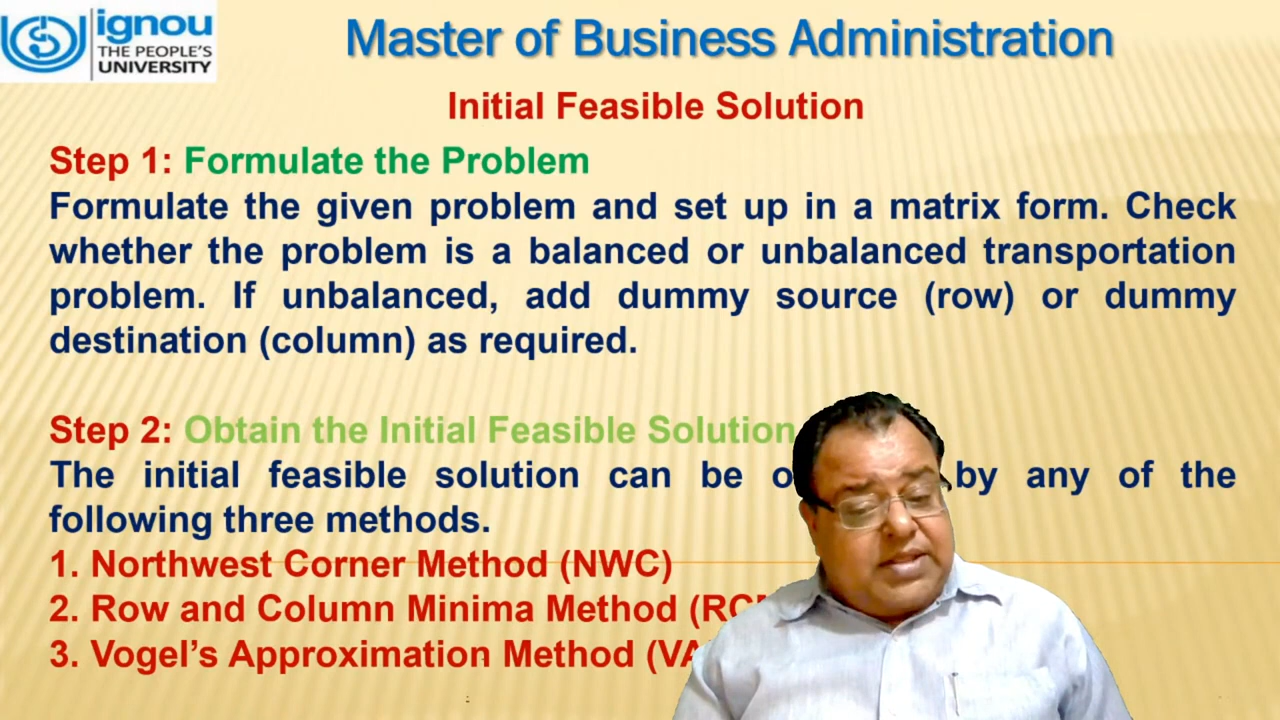 ignou
THE PEOPLE'S
UNIVERSITY
Master of Business Administration
Initial Feasible Solution
Step 1: Formulate the Problem
Formulate the given problem and set up in a matrix form. Check
whether the problem is a balanced or unbalanced transportation
problem. If unbalanced, add dummy source (row) or dummy
destination (column) as required.
Step 2: Obtain the Initial Feasible Solution
The initial feasible solution can be by any of the
following three methods.
1. Northwest Corner Method (NWC)
2. Row and Column Minima Method
3. Vogel's Approximation Method